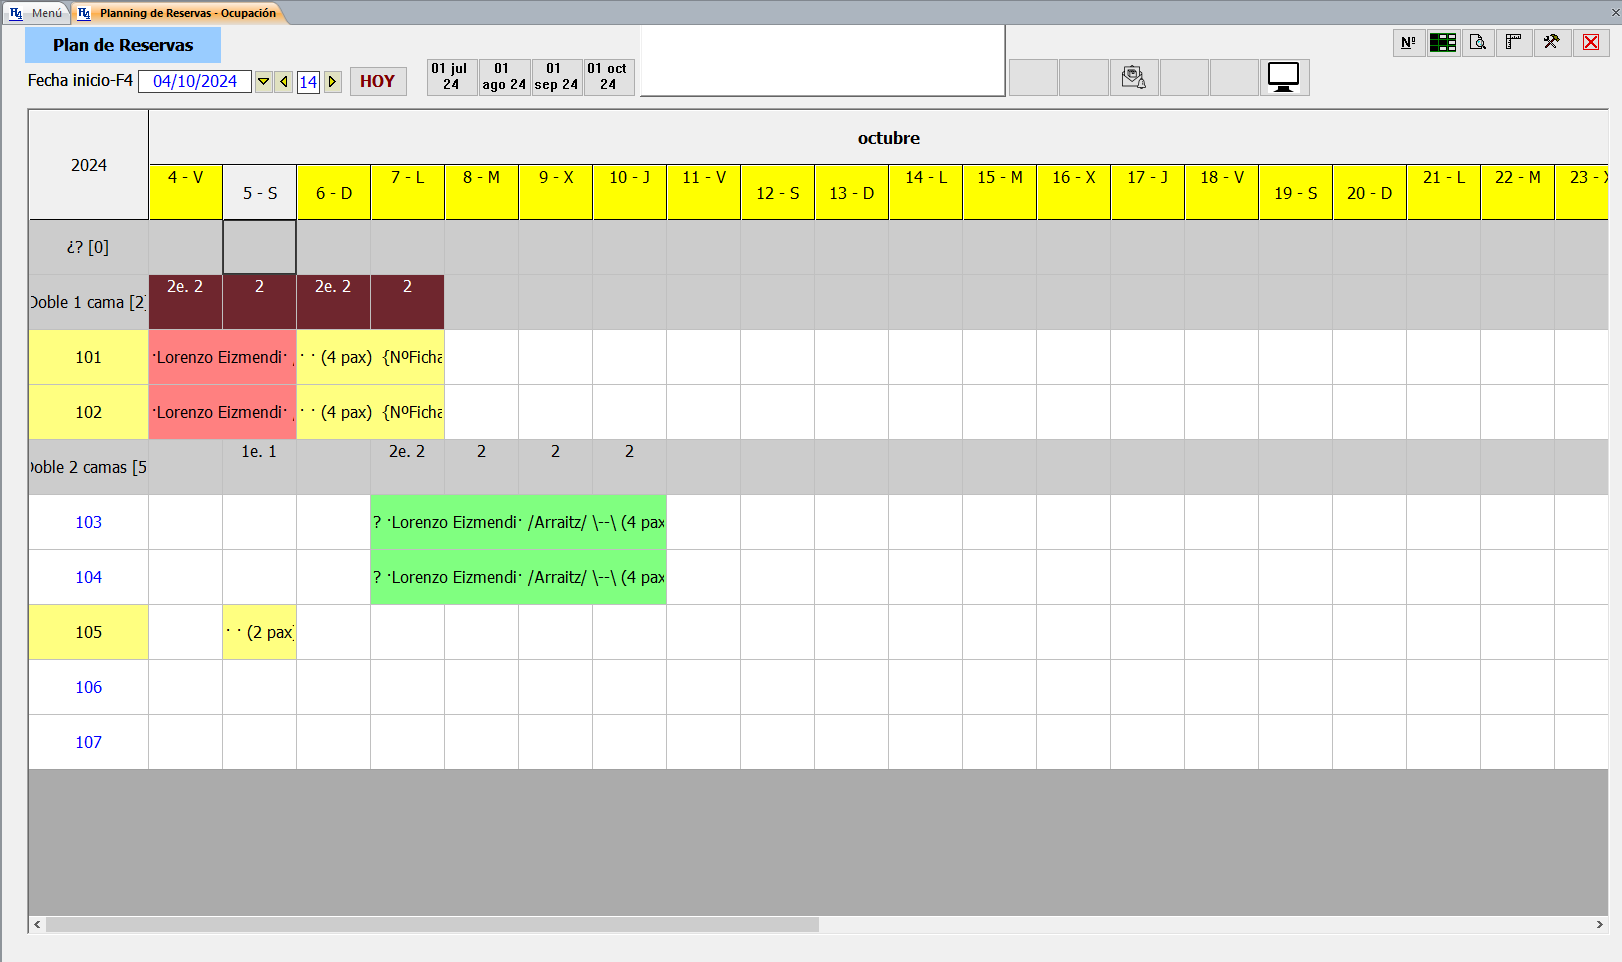 Menú
Planning de Reservas - Ocupación
Plan de Reservas
Nº
Fecha inicio-F4 04/10/2024 14 HOY
01 jul 24
01 ago 24
01 sep 24
01 oct 24
2024
octubre
4 - V 5 - S 6 - D 7 - L 8 - M 9 - X 10 - J 11 - V 12 - S 13 - D 14 - L 15 - M 16 - X 17 - J 18 - V 19 - S 20 - D 21 - L 22 - M 23 - X
¿? [0]
Doble 1 cama [2] 2e. 2 2 2e. 2 2
101 ·Lorenzo Eizmendi· · · (4 pax) {NºFicha
102 ·Lorenzo Eizmendi· · · (4 pax) {NºFicha
Doble 2 camas [5 1e. 1 2e. 2 2 2 2
103 ? ·Lorenzo Eizmendi· /Arraitz/ \--\ (4 pax
104 ? ·Lorenzo Eizmendi· /Arraitz/ \--\ (4 pax
105 · · (2 pax)
106
107